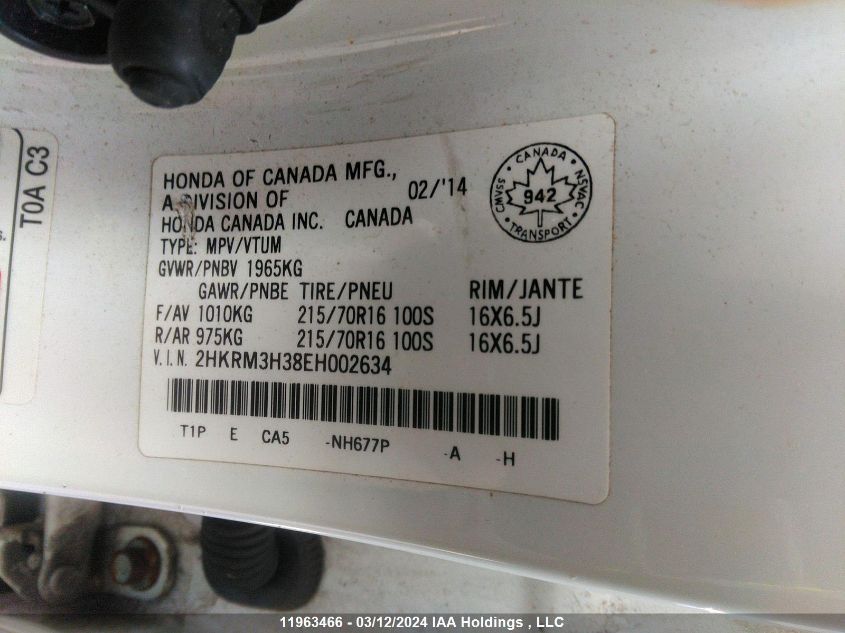 TOA C3
s.
HONDA OF CANADA MFG.,
A DIVISION OF
HONDA CANADA INC. CANADA
02/'14
TYPE: MPV/VTUM
GVWR/PNBV 1965KG
GAWR/PNBE TIRE/PNEU RIM/JANTE
F/AV 1010KG 215/70R16 100S 16X6.5J
R/AR 975KG 215/70R16 100S 16X6.5J
V.I.N. 2HKRM3H38EH002634
T1P E CA5 -NH677P -A -H
CANADA
CMVSS 942 NSVAC
TRANSPORT
11963466 - 03/12/2024 IAA Holdings , LLC